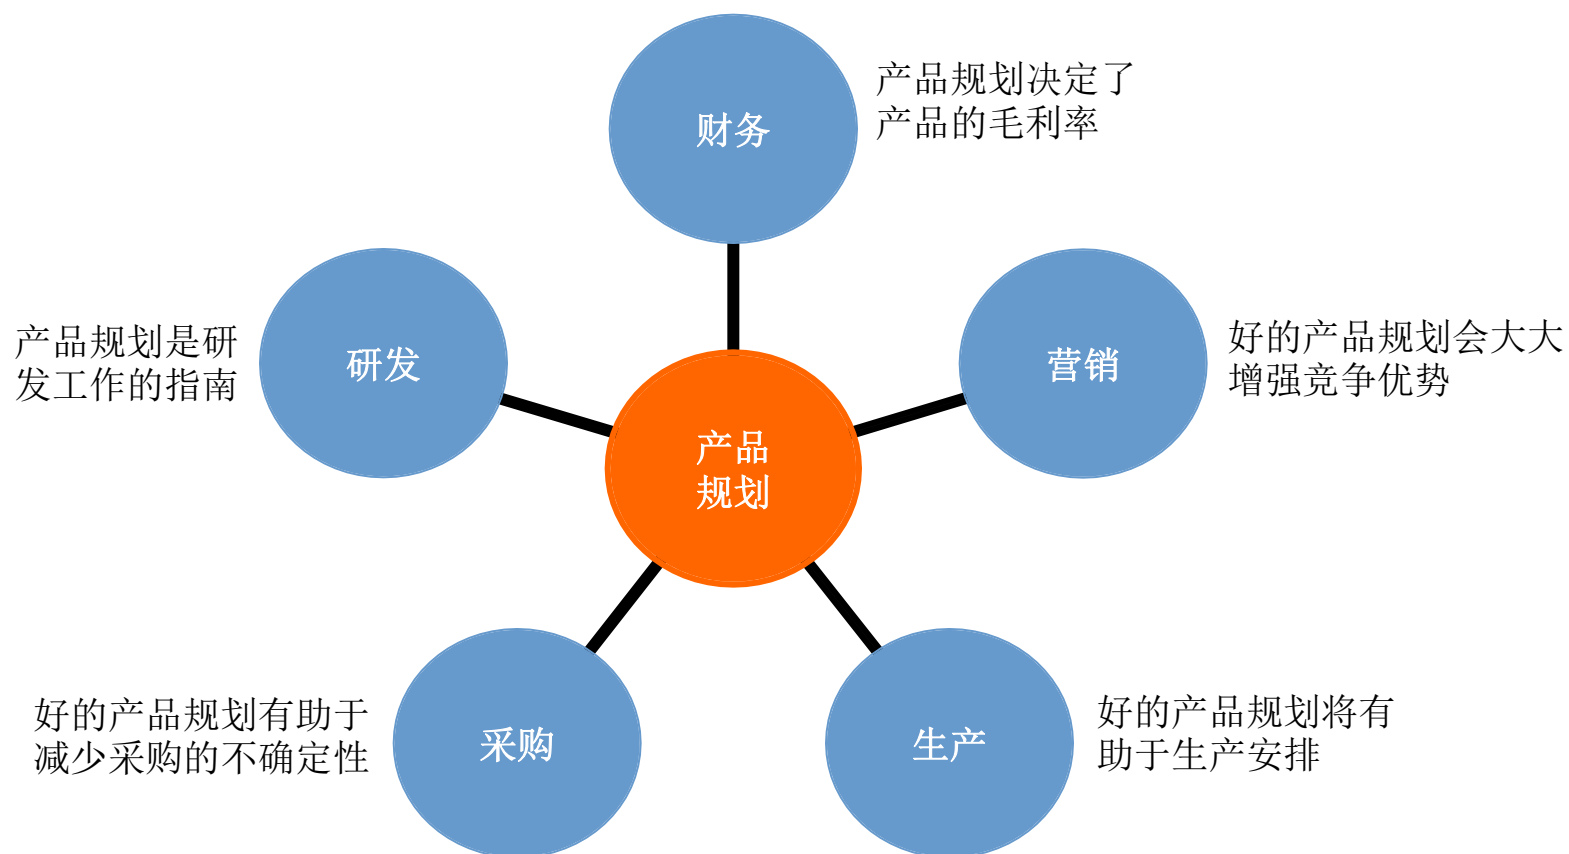 财务
产品规划决定了
产品的毛利率
研发
产品规划是研
发工作的指南
营销
好的产品规划会大大
增强竞争优势
产品
规划
采购
好的产品规划有助于
减少采购的不确定性
生产
好的产品规划将有
助于生产安排